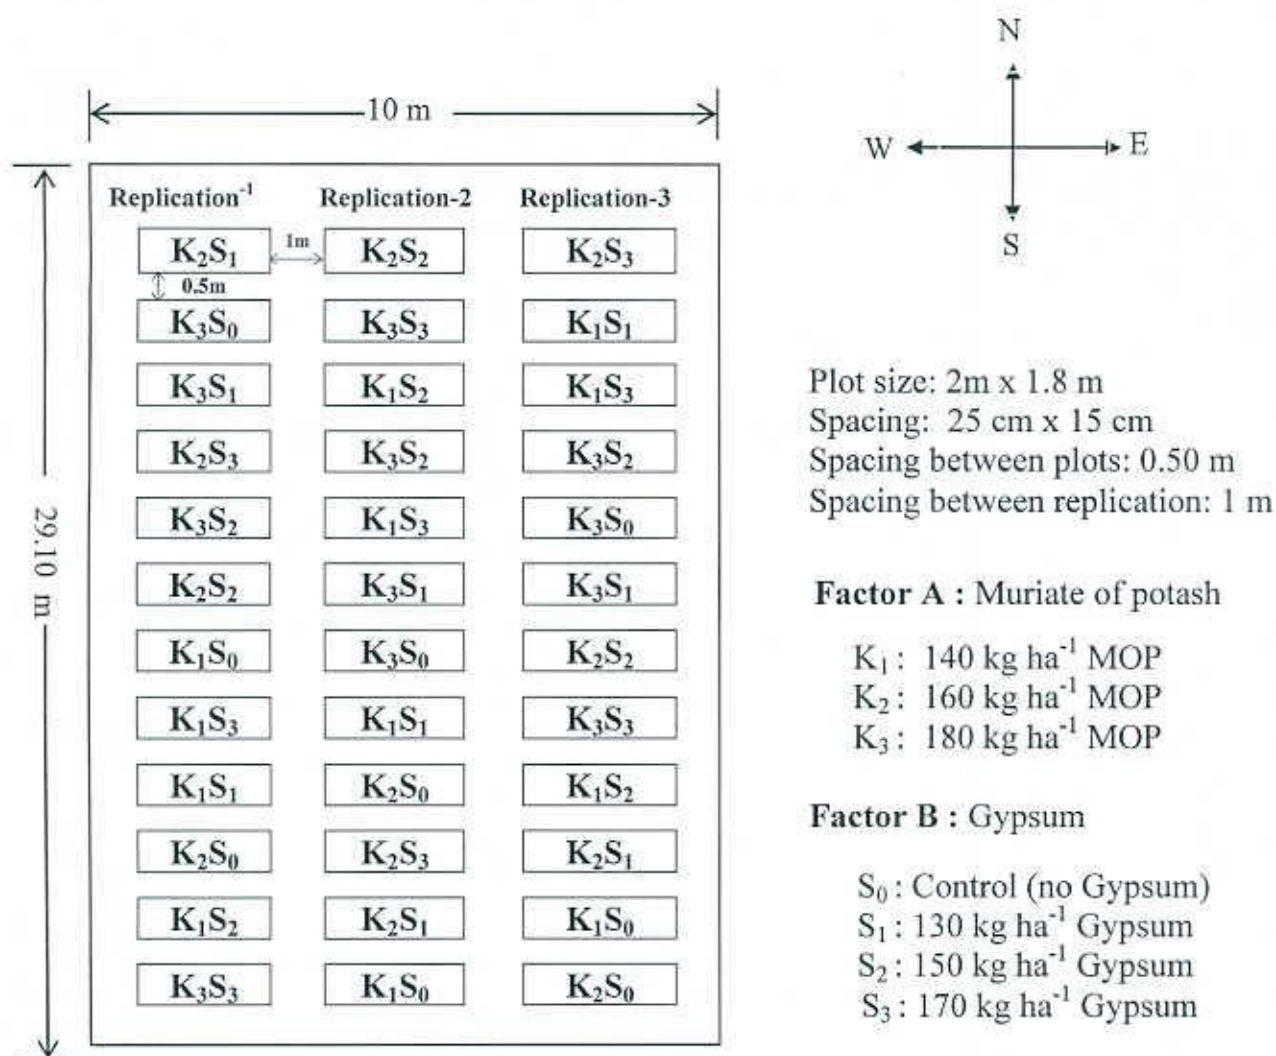 N
10 m
W E
S
Replication⁻¹ Replication-2 Replication-3
K₂S₁ 1m K₂S₂ K₂S₃
0.5m
K₃S₀ K₃S₃ K₁S₁
K₃S₁ K₁S₂ K₁S₃
K₂S₃ K₃S₂ K₃S₂
K₃S₂ K₁S₃ K₃S₀
K₂S₂ K₃S₁ K₃S₁
K₁S₀ K₃S₀ K₂S₂
K₁S₃ K₁S₁ K₃S₃
K₁S₁ K₂S₀ K₁S₂
K₂S₀ K₂S₃ K₂S₁
K₁S₂ K₂S₁ K₁S₀
K₃S₃ K₁S₀ K₂S₀
29.10 m
Plot size: 2m x 1.8 m
Spacing: 25 cm x 15 cm
Spacing between plots: 0.50 m
Spacing between replication: 1 m
Factor A : Muriate of potash
K₁ : 140 kg ha⁻¹ MOP
K₂ : 160 kg ha⁻¹ MOP
K₃ : 180 kg ha⁻¹ MOP
Factor B : Gypsum
S₀ : Control (no Gypsum)
S₁ : 130 kg ha⁻¹ Gypsum
S₂ : 150 kg ha⁻¹ Gypsum
S₃ : 170 kg ha⁻¹ Gypsum